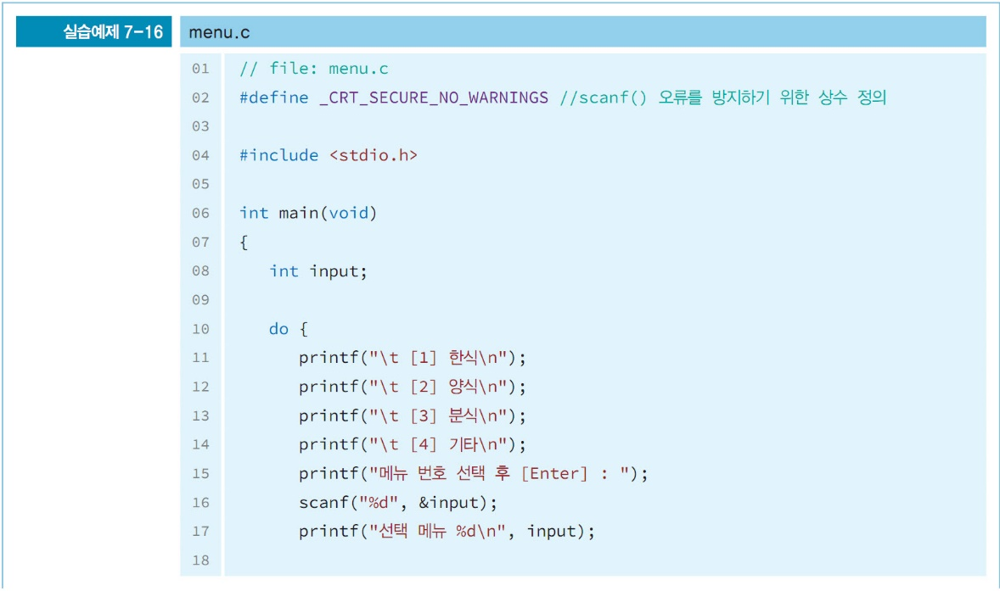 실습예제 7-16 menu.c
01 // file: menu.c
02 #define _CRT_SECURE_NO_WARNINGS //scanf() 오류를 방지하기 위한 상수 정의
03
04 #include <stdio.h>
05
06 int main(void)
07 {
08 int input;
09
10 do {
11 printf("\t [1] 한식\n");
12 printf("\t [2] 양식\n");
13 printf("\t [3] 분식\n");
14 printf("\t [4] 기타\n");
15 printf("메뉴 번호 선택 후 [Enter] : ");
16 scanf("%d", &input);
17 printf("선택 메뉴 %d\n", input);
18